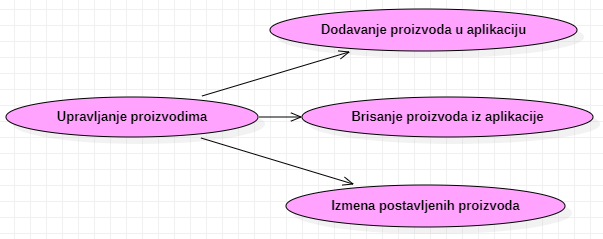 Dodavanje proizvoda u aplikaciju
Upravljanje proizvodima
Brisanje proizvoda iz aplikacije
Izmena postavljenih proizvoda